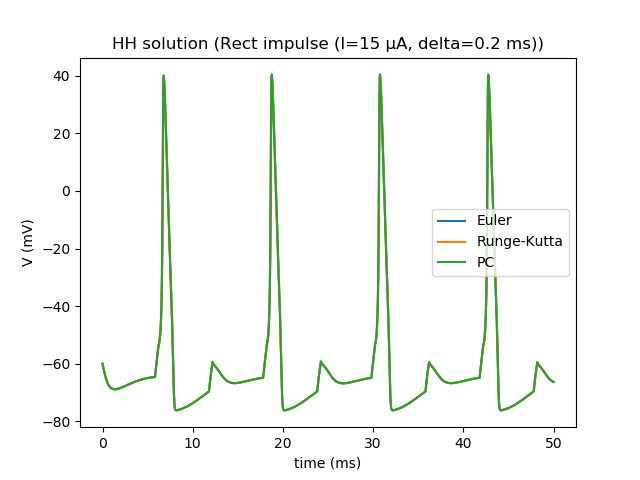 HH solution (Rect impulse (I=15 μA, delta=0.2 ms))
40
20
0
−20
−40
−60
−80
V (mV)
Euler
Runge-Kutta
PC
0 10 20 30 40 50
time (ms)